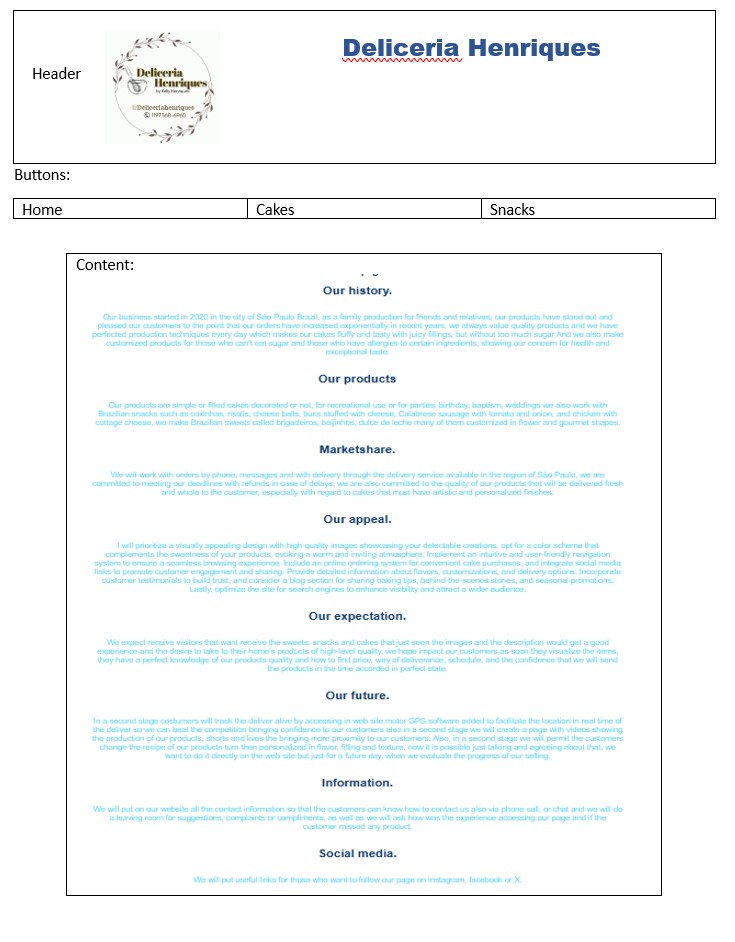 Deliceria Henriques
Header
Deliceria
Henriques
by Kelly Henriques
@Deliceriahenriques
Buttons:
Home
Cakes
Snacks
Content:
Our history.
Our business started in 2020 in the city of São Paulo Brazil, as a family production for friends and relatives, our products have stood out and
pleased our customers to the point that our orders have increased exponentially in recent years, we always value quality products and we have
perfected production techniques every day which makes our cakes fluffy and tasty with juicy fillings, but without too much sugar And we also make
customized products for those who can't eat sugar and those who have allergies to certain ingredients, showing our concern for health and
exceptional taste.
Our products
Our products are simple or filled cakes decorated or not, for recreational use or for parties, birthday, baptism, weddings we also work with
Brazilian snacks such as coxinhas, risolis, cheese balls, buns stuffed with cheese, Calabrese sausage with tomato and onion, and chicken with
cottage cheese, we make Brazilian sweets called brigadeiros, beijinhos, dulce de leche many of them customized in flower and gourmet shapes.
Marketshare.
We will work with orders by phone, messages and with delivery through the delivery service available in the region of São Paulo, we are
committed to meeting our deadlines with refunds in case of delays, we are also committed to the quality of our products that will be delivered fresh
and whole to the customer, especially with regard to cakes that must have artistic and personalized finishes.
Our appeal.
I will prioritize a visually appealing design with high-quality images showcasing your delectable creations. opt for a color scheme that
complements the sweetness of your products, evoking a warm and inviting atmosphere. Implement an intuitive and user-friendly navigation
system to ensure a seamless browsing experience. Include an online ordering system for convenient cake purchases, and integrate social media
links to promote customer engagement and sharing. Provide detailed information about flavors, customizations, and delivery options. Incorporate
customer testimonials to build trust, and consider a blog section for sharing baking tips, behind-the-scenes stories, and seasonal promotions.
Lastly, optimize the site for search engines to enhance visibility and attract a wider audience.
Our expectation.
We expect receive visitors that want receive the sweets, snacks and cakes that just seen the images and the description would get a good
experience and the desire to take to their home's products of high-level quality, we hope impact our customers as soon they visualize the items,
they have a perfect knowledge of our products quality and how to find price, way of deliverance, schedule, and the confidence that we will send
the products in the time accorded in perfect state.
Our future.
In a second stage costumers will track the deliver alive by accessing in web site motor GPS software added to facilitate the location in real time of
the deliver so we can beat the competition bringing confidence to our customers also in a second stage we will create a page with videos showing
the production of our products, shorts and lives the bringing more proximity to our customers. Also, in a second stage we will permit the customers
change the recipe of our products turn then personalized in flavor, filling and texture, now it is possible just talking and agreeing about that, we
want to do it directly on the web site but just for a future day, when we evaluate the progress of our selling.
Information.
We will put on our website all the contact information so that the customers can know how to contact us also via phone call, or chat and we will do
a leaving room for suggestions, complaints or compliments, as well as we will ask how was the experience accessing our page and if the
customer missed any product.
Social media.
We will put useful links for those who want to follow our page on instagram, facebook or X.